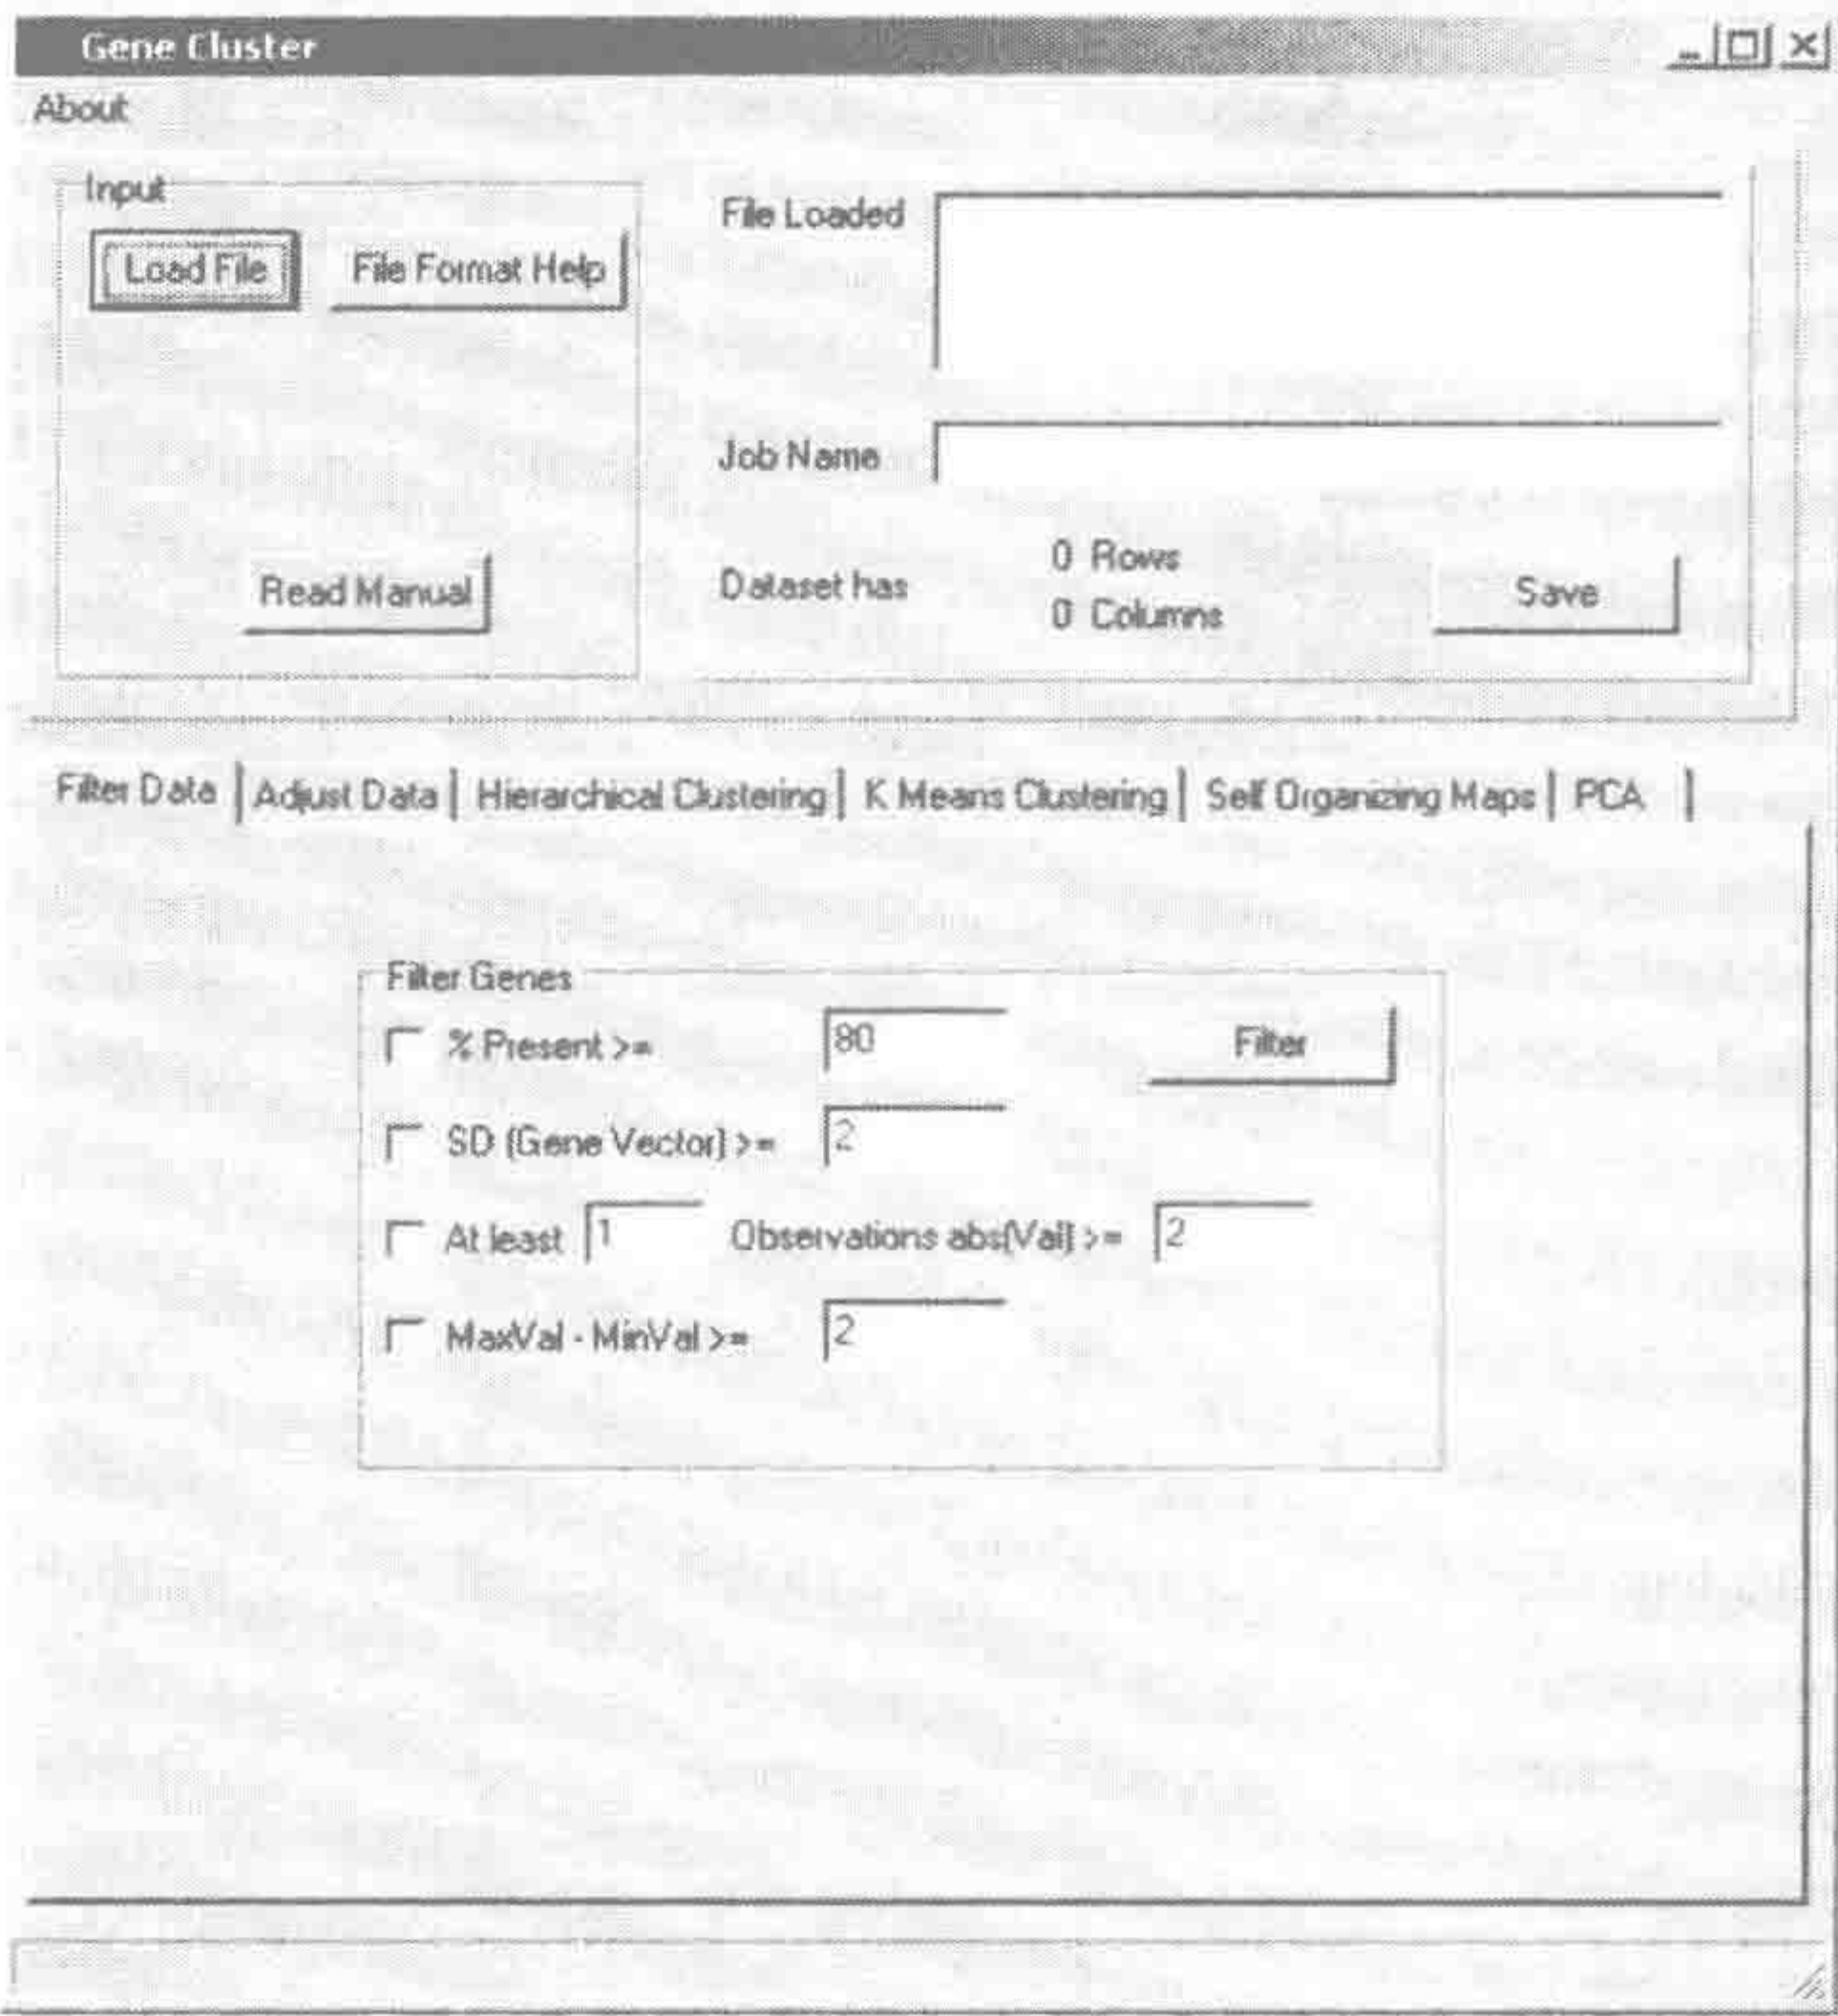 Gene Cluster
About
Input
Load File
File Format Help
Read Manual
File Loaded
Job Name
Dataset has
0 Rows
0 Columns
Save
Filter Data
Adjust Data
Hierarchical Clustering
K Means Clustering
Self Organizing Maps
PCA
Filter Genes
% Present >= 80
Filter
SD (Gene Vector) >= 2
At least 1 Observations abs(Val) >= 2
MaxVal - MinVal >= 2